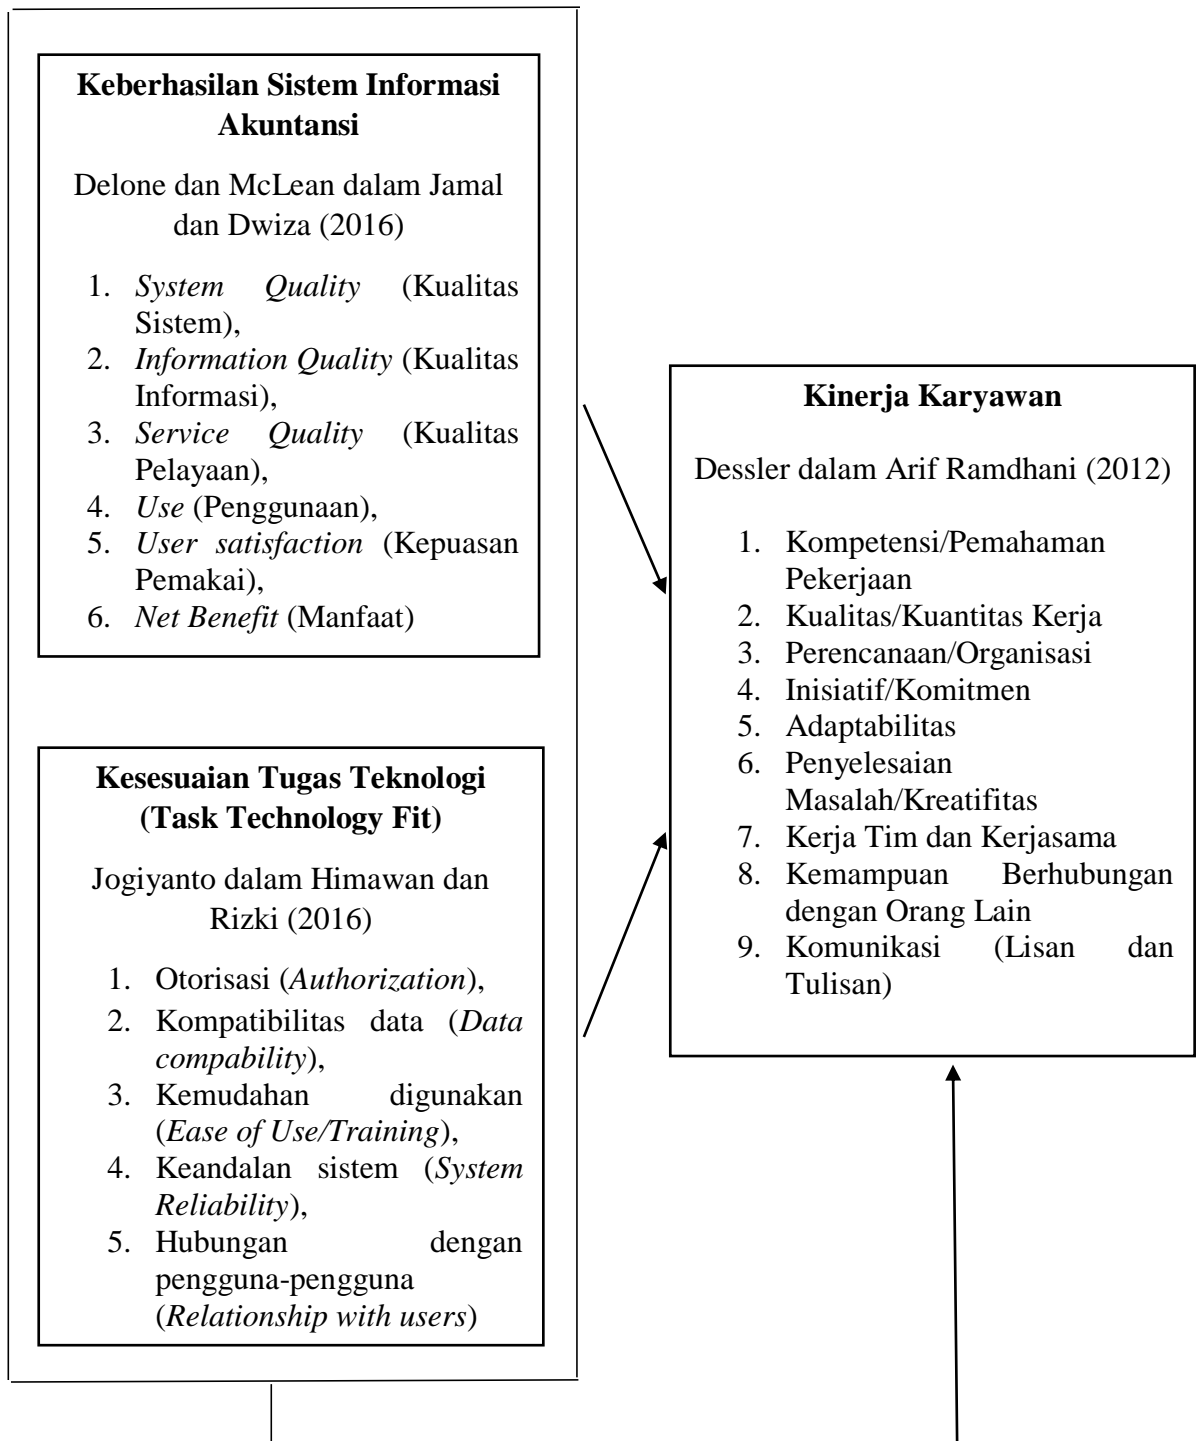 Keberhasilan Sistem Informasi
Akuntansi
Delone dan McLean dalam Jamal
dan Dwiza (2016)
1. System Quality (Kualitas
Sistem),
2. Information Quality (Kualitas
Informasi),
3. Service Quality (Kualitas
Pelayaan),
4. Use (Penggunaan),
5. User satisfaction (Kepuasan
Pemakai),
6. Net Benefit (Manfaat)
Kesesuaian Tugas Teknologi
(Task Technology Fit)
Jogiyanto dalam Himawan dan
Rizki (2016)
1. Otorisasi (Authorization),
2. Kompatibilitas data (Data
compability),
3. Kemudahan digunakan
(Ease of Use/Training),
4. Keandalan sistem (System
Reliability),
5. Hubungan dengan
pengguna-pengguna
(Relationship with users)
Kinerja Karyawan
Dessler dalam Arif Ramdhani (2012)
1. Kompetensi/Pemahaman
Pekerjaan
2. Kualitas/Kuantitas Kerja
3. Perencanaan/Organisasi
4. Inisiatif/Komitmen
5. Adaptabilitas
6. Penyelesaian
Masalah/Kreatifitas
7. Kerja Tim dan Kerjasama
8. Kemampuan Berhubungan
dengan Orang Lain
9. Komunikasi (Lisan dan
Tulisan)